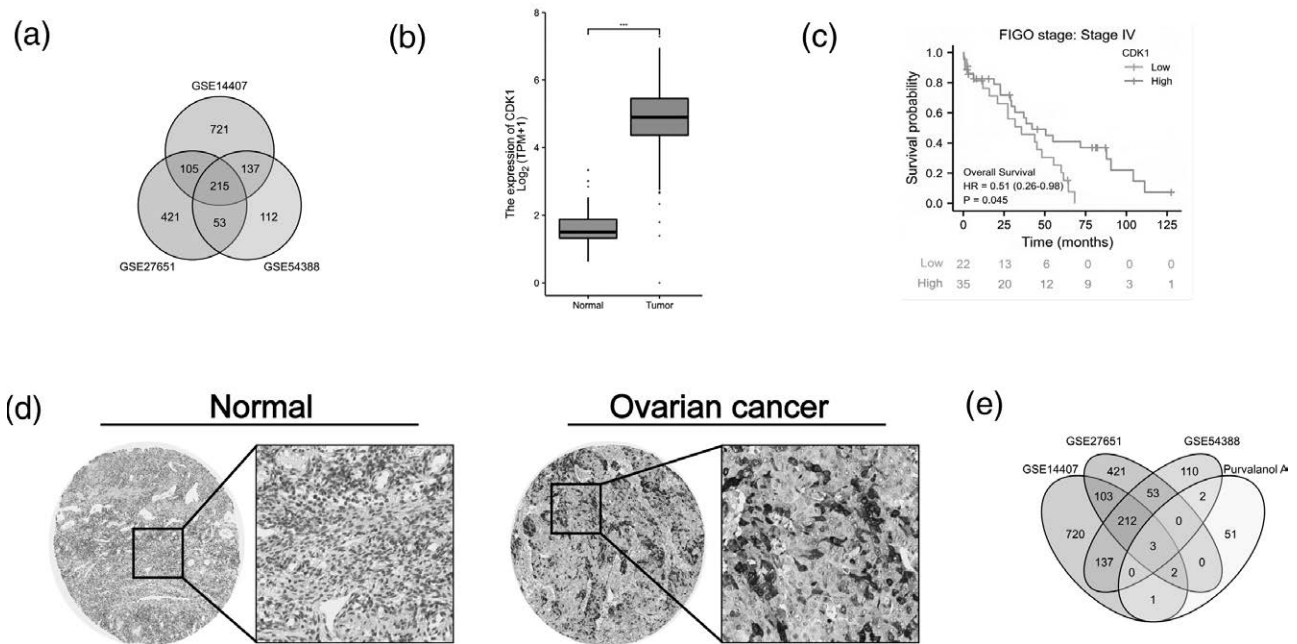 (a)
GSE14407
721
105
137
215
421
53
112
GSE27651
GSE54388
(b)
The expression of CDK1
Log2 (TPM+1)
8
6
4
2
0
***
Normal
Tumor
(c)
FIGO stage: Stage IV
CDK1
Low
High
Survival probability
1.0
0.8
0.6
0.4
0.2
0.0
Overall Survival
HR = 0.51 (0.26-0.98)
P = 0.045
0 25 50 75 100 125
Time (months)
Low 22 13 6 0 0 0
High 35 20 12 9 3 1
(d)
Normal
Ovarian cancer
(e)
GSE27651
GSE54388
GSE14407
Purvalanol A
421
110
103
53
2
212
0
720
51
3
137
0
0
2
1